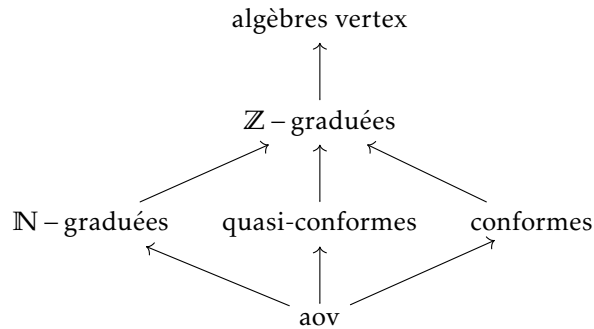 algèbres vertex
ℤ – graduées
ℕ – graduées quasi-conformes conformes
aov